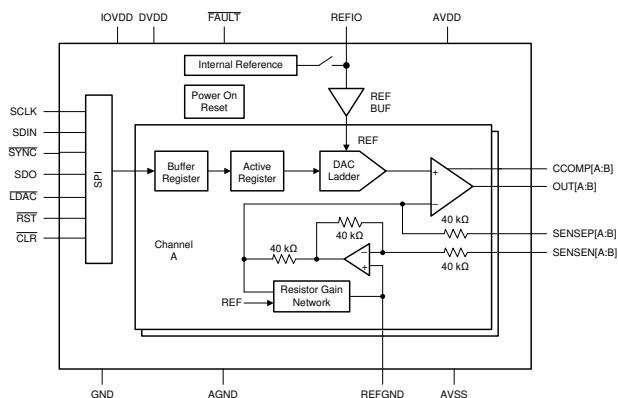 IOVDD DVDD FAULT REFIO AVDD
Internal Reference
Power On
Reset
REF
BUF
REF
SCLK
SDIN
SYNC
SDO
LDAC
RST
CLR
SPI
Buffer
Register
Active
Register
DAC
Ladder
+
−
CCOMP[A:B]
OUT[A:B]
SENSEP[A:B]
SENSEN[A:B]
40 kΩ
40 kΩ
40 kΩ
40 kΩ
−
+
Channel
A
REF
Resistor Gain
Network
GND AGND REFGND AVSS